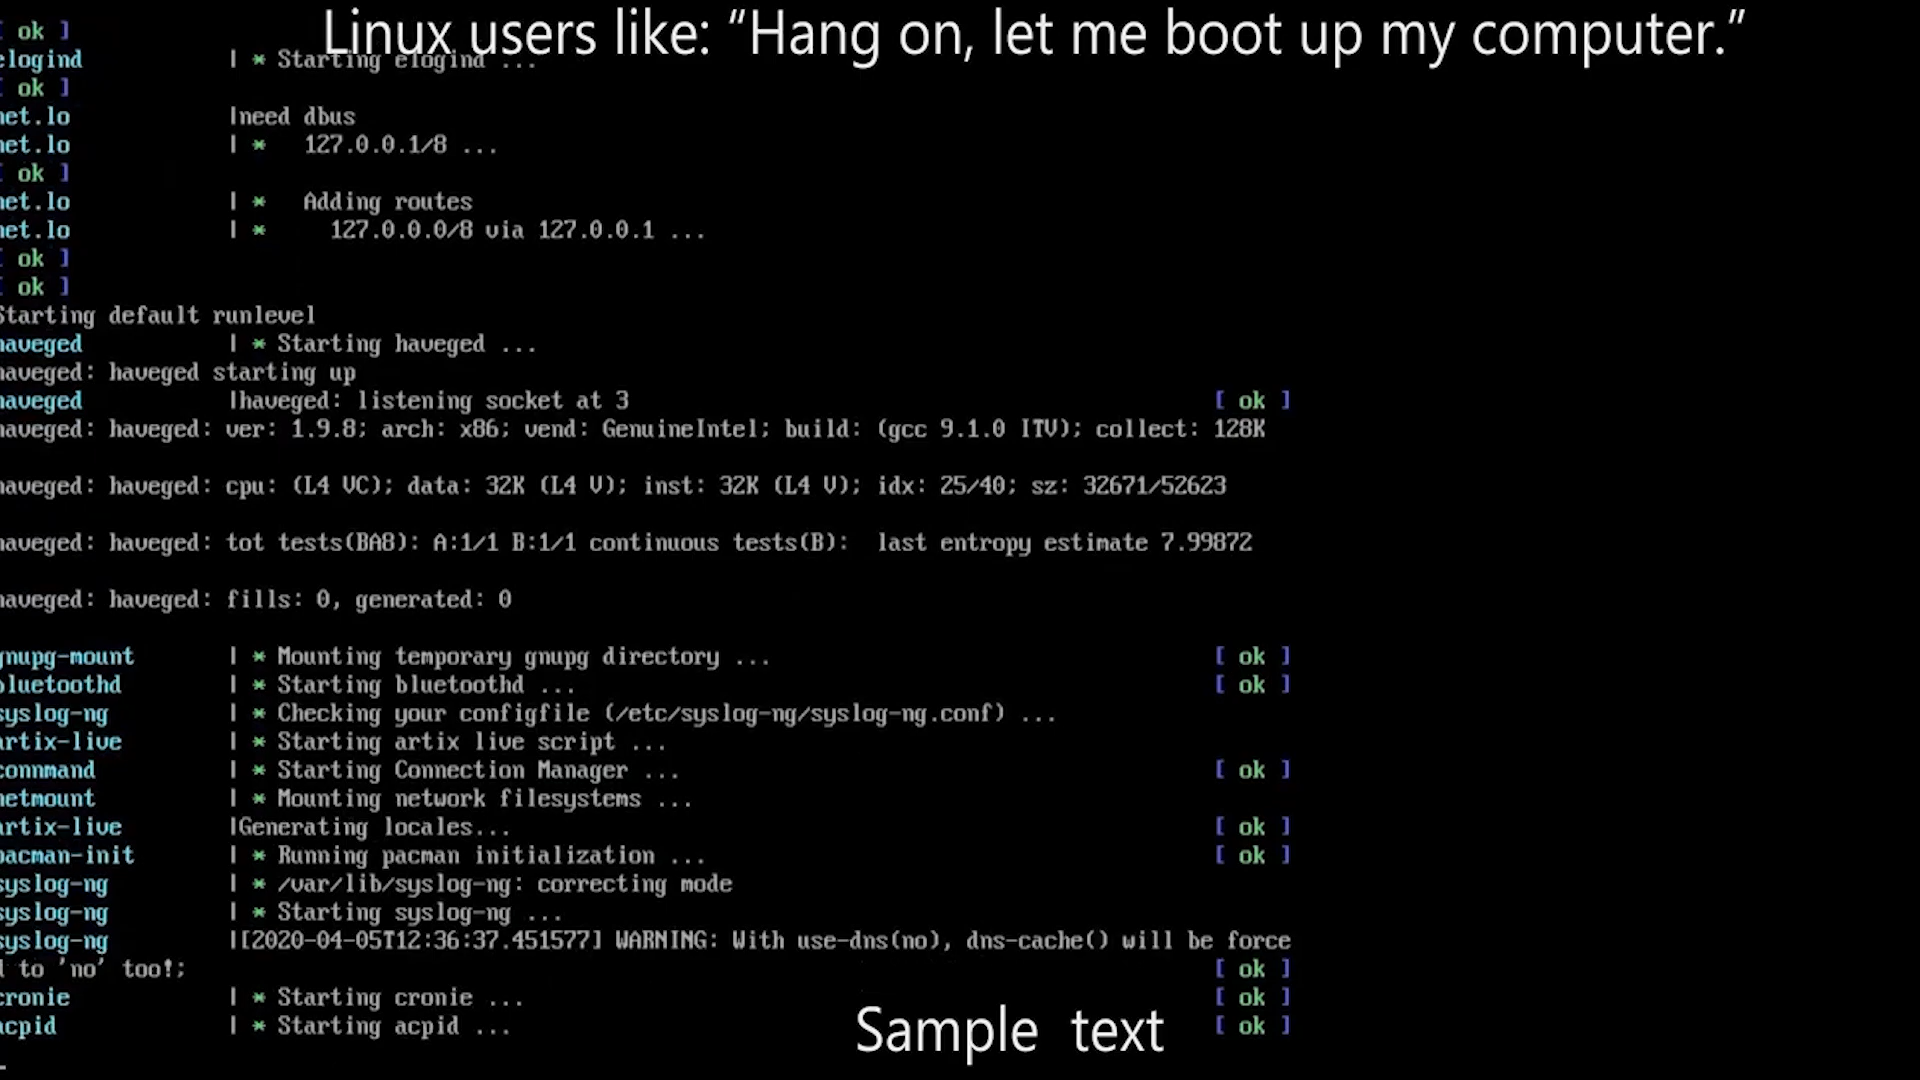 Linux users like: “Hang on, let me boot up my computer.”
[ ok ]
elogind | * Starting elogind ...
[ ok ]
net.lo |need dbus
net.lo | * 127.0.0.1/8 ...
[ ok ]
net.lo | * Adding routes
net.lo | * 127.0.0.0/8 via 127.0.0.1 ...
[ ok ]
[ ok ]
Starting default runlevel
haveged | * Starting haveged ...
haveged: haveged starting up
haveged |haveged: listening socket at 3 [ ok ]
haveged: haveged: ver: 1.9.8; arch: x86; vend: GenuineIntel; build: (gcc 9.1.0 ITV); collect: 128K
haveged: haveged: cpu: (L4 VC); data: 32K (L4 V); inst: 32K (L4 V); idx: 25/40; sz: 32671/52623
haveged: haveged: tot tests(BA8): A:1/1 B:1/1 continuous tests(B): last entropy estimate 7.99872
haveged: haveged: fills: 0, generated: 0
gnupg-mount | * Mounting temporary gnupg directory ... [ ok ]
bluetoothd | * Starting bluetoothd ... [ ok ]
syslog-ng | * Checking your configfile (/etc/syslog-ng/syslog-ng.conf) ...
artix-live | * Starting artix live script ...
connmand | * Starting Connection Manager ... [ ok ]
netmount | * Mounting network filesystems ...
artix-live |Generating locales... [ ok ]
pacman-init | * Running pacman initialization ... [ ok ]
syslog-ng | * /var/lib/syslog-ng: correcting mode
syslog-ng | * Starting syslog-ng ...
syslog-ng |[2020-04-05T12:36:37.451577] WARNING: With use-dns(no), dns-cache() will be force
d to 'no' too!; [ ok ]
cronie | * Starting cronie ... [ ok ]
acpid | * Starting acpid ... [ ok ]
Sample text